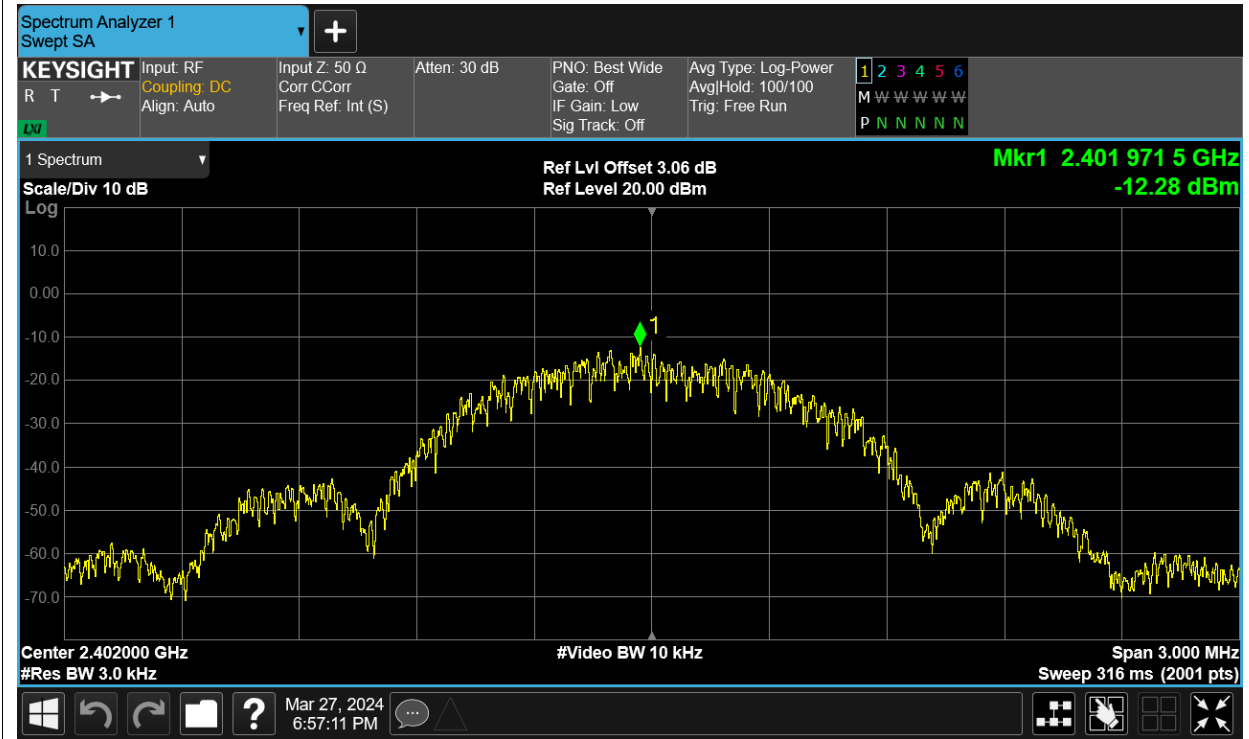 Spectrum Analyzer 1
Swept SA
+
KEYSIGHT Input: RF Input Z: 50 Ω Atten: 30 dB PNO: Best Wide Avg Type: Log-Power 1 2 3 4 5 6
R T Coupling: DC Corr CCorr Gate: Off Avg|Hold: 100/100 M W W W W W
Align: Auto Freq Ref: Int (S) IF Gain: Low Trig: Free Run
LXI Sig Track: Off P N N N N N
1 Spectrum Ref Lvl Offset 3.06 dB Mkr1 2.401 971 5 GHz
Scale/Div 10 dB Ref Level 20.00 dBm -12.28 dBm
Log
10.0
0.00
1
-10.0
-20.0
-30.0
-40.0
-50.0
-60.0
-70.0
Center 2.402000 GHz #Video BW 10 kHz Span 3.000 MHz
#Res BW 3.0 kHz Sweep 316 ms (2001 pts)
? Mar 27, 2024
6:57:11 PM